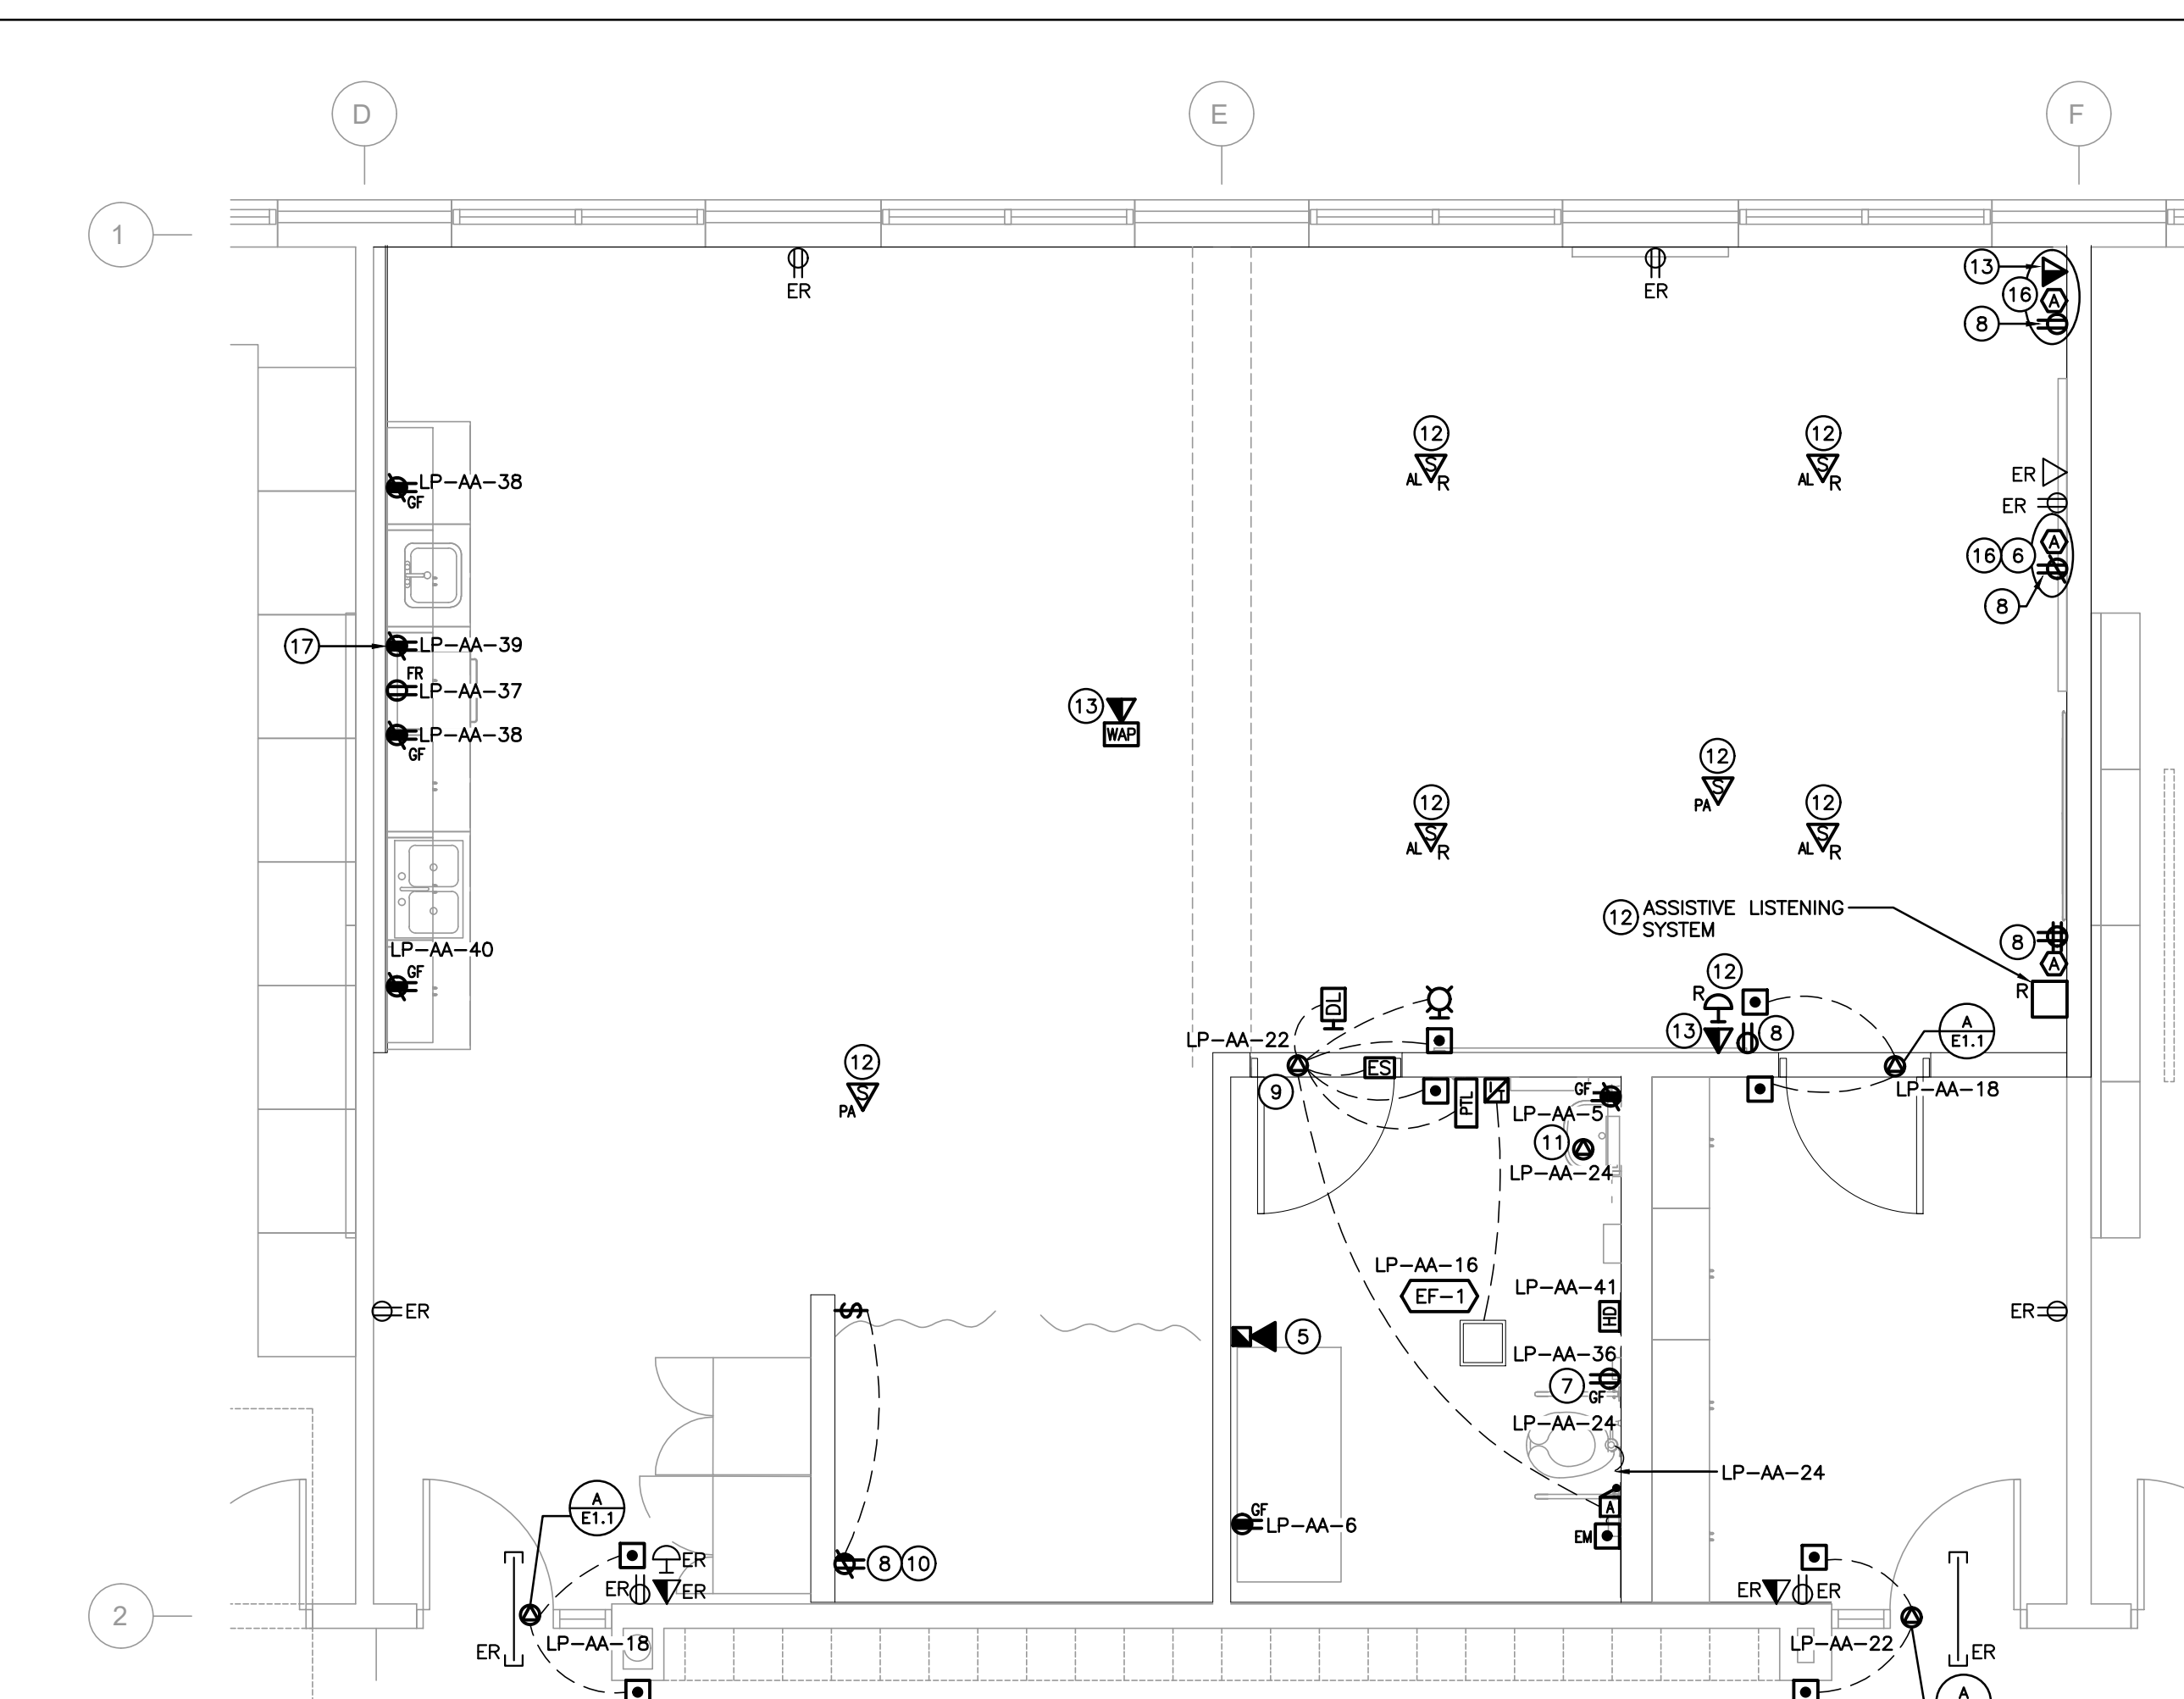 D
E
F
1
ER
ER
13
16
A
8
12
S
AL
R
12
S
AL
R
LP-AA-38
GF
ER
ER
A
16
6
8
17
LP-AA-39
FR
LP-AA-37
LP-AA-38
GF
13
WAP
12
S
PA
12
S
AL
R
12
S
AL
R
12
ASSISTIVE LISTENING
SYSTEM
8
A
R
LP-AA-40
GF
12
S
PA
DL
LP-AA-22
ES
9
PTL
12
R
13
8
A
E1.1
LP-AA-18
GF
LP-AA-5
11
LP-AA-24
LP-AA-16
EF-1
LP-AA-41
HD
ER
$
5
ER
LP-AA-36
7
GF
LP-AA-24
LP-AA-24
A
EM
GF
LP-AA-6
A
E1.1
ER
ER
ER
8
10
ER
ER
2
LP-AA-18
ER
LP-AA-22
ER
A